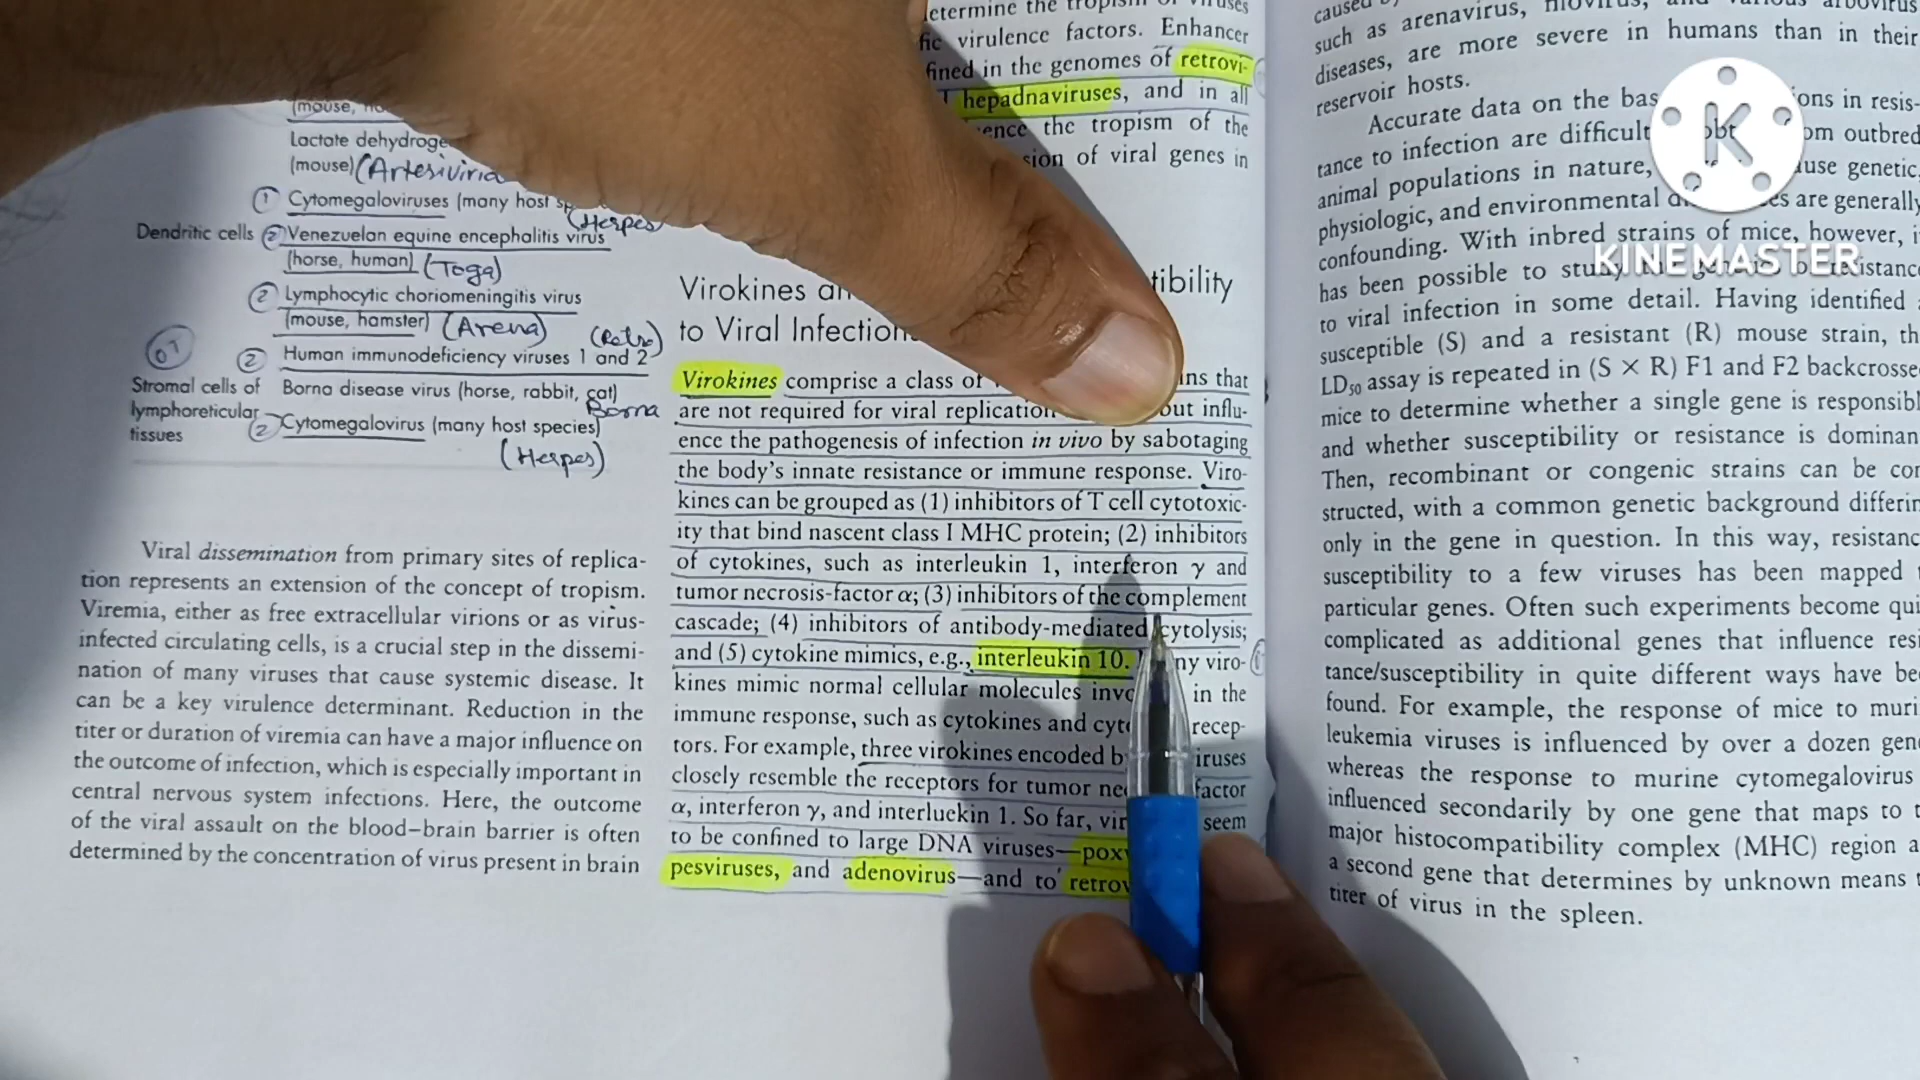 (mouse,
Lactate dehydroge
(mouse) (Arteriviria
① Cytomegaloviruses (many host sp
(Herpes)
Dendritic cells ② Venezuelan equine encephalitis virus
(horse, human) (Toga)
② Lymphocytic choriomeningitis virus
(mouse, hamster) (Arena) (Retro)
② Human immunodeficiency viruses 1 and 2
Stromal cells of Borna disease virus (horse, rabbit, cat)
lymphoreticular Borna
tissues ② Cytomegalovirus (many host species)
(Herpes)
Viral dissemination from primary sites of replica-
tion represents an extension of the concept of tropism.
Viremia, either as free extracellular virions or as virus-
infected circulating cells, is a crucial step in the dissemi-
nation of many viruses that cause systemic disease. It
can be a key virulence determinant. Reduction in the
titer or duration of viremia can have a major influence on
the outcome of infection, which is especially important in
central nervous system infections. Here, the outcome
of the viral assault on the blood–brain barrier is often
determined by the concentration of virus present in brain
etermine the tropism of viruses
fic virulence factors. Enhancer
fined in the genomes of retrovi-
hepadnaviruses, and in all
ence the tropism of the
sion of viral genes in
Virokines an tibility
to Viral Infection
Virokines comprise a class of ns that
are not required for viral replication but influ-
ence the pathogenesis of infection in vivo by sabotaging
the body's innate resistance or immune response. Viro-
kines can be grouped as (1) inhibitors of T cell cytotoxic-
ity that bind nascent class I MHC protein; (2) inhibitors
of cytokines, such as interleukin 1, interferon γ and
tumor necrosis-factor α; (3) inhibitors of the complement
cascade; (4) inhibitors of antibody-mediated cytolysis;
and (5) cytokine mimics, e.g., interleukin 10. ny viro-
kines mimic normal cellular molecules invo in the
immune response, such as cytokines and cyto recep-
tors. For example, three virokines encoded b iruses
closely resemble the receptors for tumor ne factor
α, interferon γ, and interluekin 1. So far, vir seem
to be confined to large DNA viruses—pox
pesviruses, and adenovirus—and to retrov
caused
such as arenavirus, filovirus, and various arbovirus
diseases, are more severe in humans than in their
reservoir hosts.
Accurate data on the bas ons in resis-
tance to infection are difficult obt om outbred
animal populations in nature, ause genetic,
physiologic, and environmental d es are generally
confounding. With inbred strains of mice, however, i
has been possible to study istance
to viral infection in some detail. Having identified
susceptible (S) and a resistant (R) mouse strain, th
LD50 assay is repeated in (S × R) F1 and F2 backcrosse
mice to determine whether a single gene is responsibl
and whether susceptibility or resistance is dominan
Then, recombinant or congenic strains can be con
structed, with a common genetic background differin
only in the gene in question. In this way, resistanc
susceptibility to a few viruses has been mapped
particular genes. Often such experiments become qui
complicated as additional genes that influence resi
tance/susceptibility in quite different ways have be
found. For example, the response of mice to muri
leukemia viruses is influenced by over a dozen gen
whereas the response to murine cytomegalovirus
influenced secondarily by one gene that maps to t
major histocompatibility complex (MHC) region a
a second gene that determines by unknown means
titer of virus in the spleen.
K
KINEMASTER